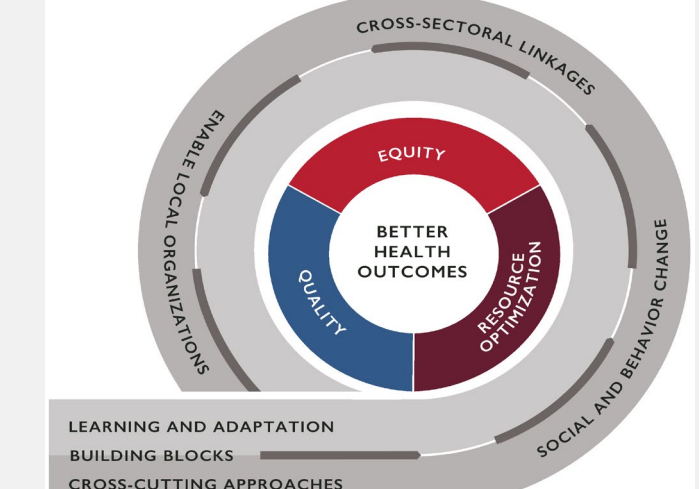 CROSS-SECTORAL LINKAGES
ENABLE LOCAL ORGANIZATIONS
EQUITY
BETTER
HEALTH
OUTCOMES
QUALITY
RESOURCE
OPTIMIZATION
SOCIAL AND BEHAVIOR CHANGE
LEARNING AND ADAPTATION
BUILDING BLOCKS
CROSS-CUTTING APPROACHES